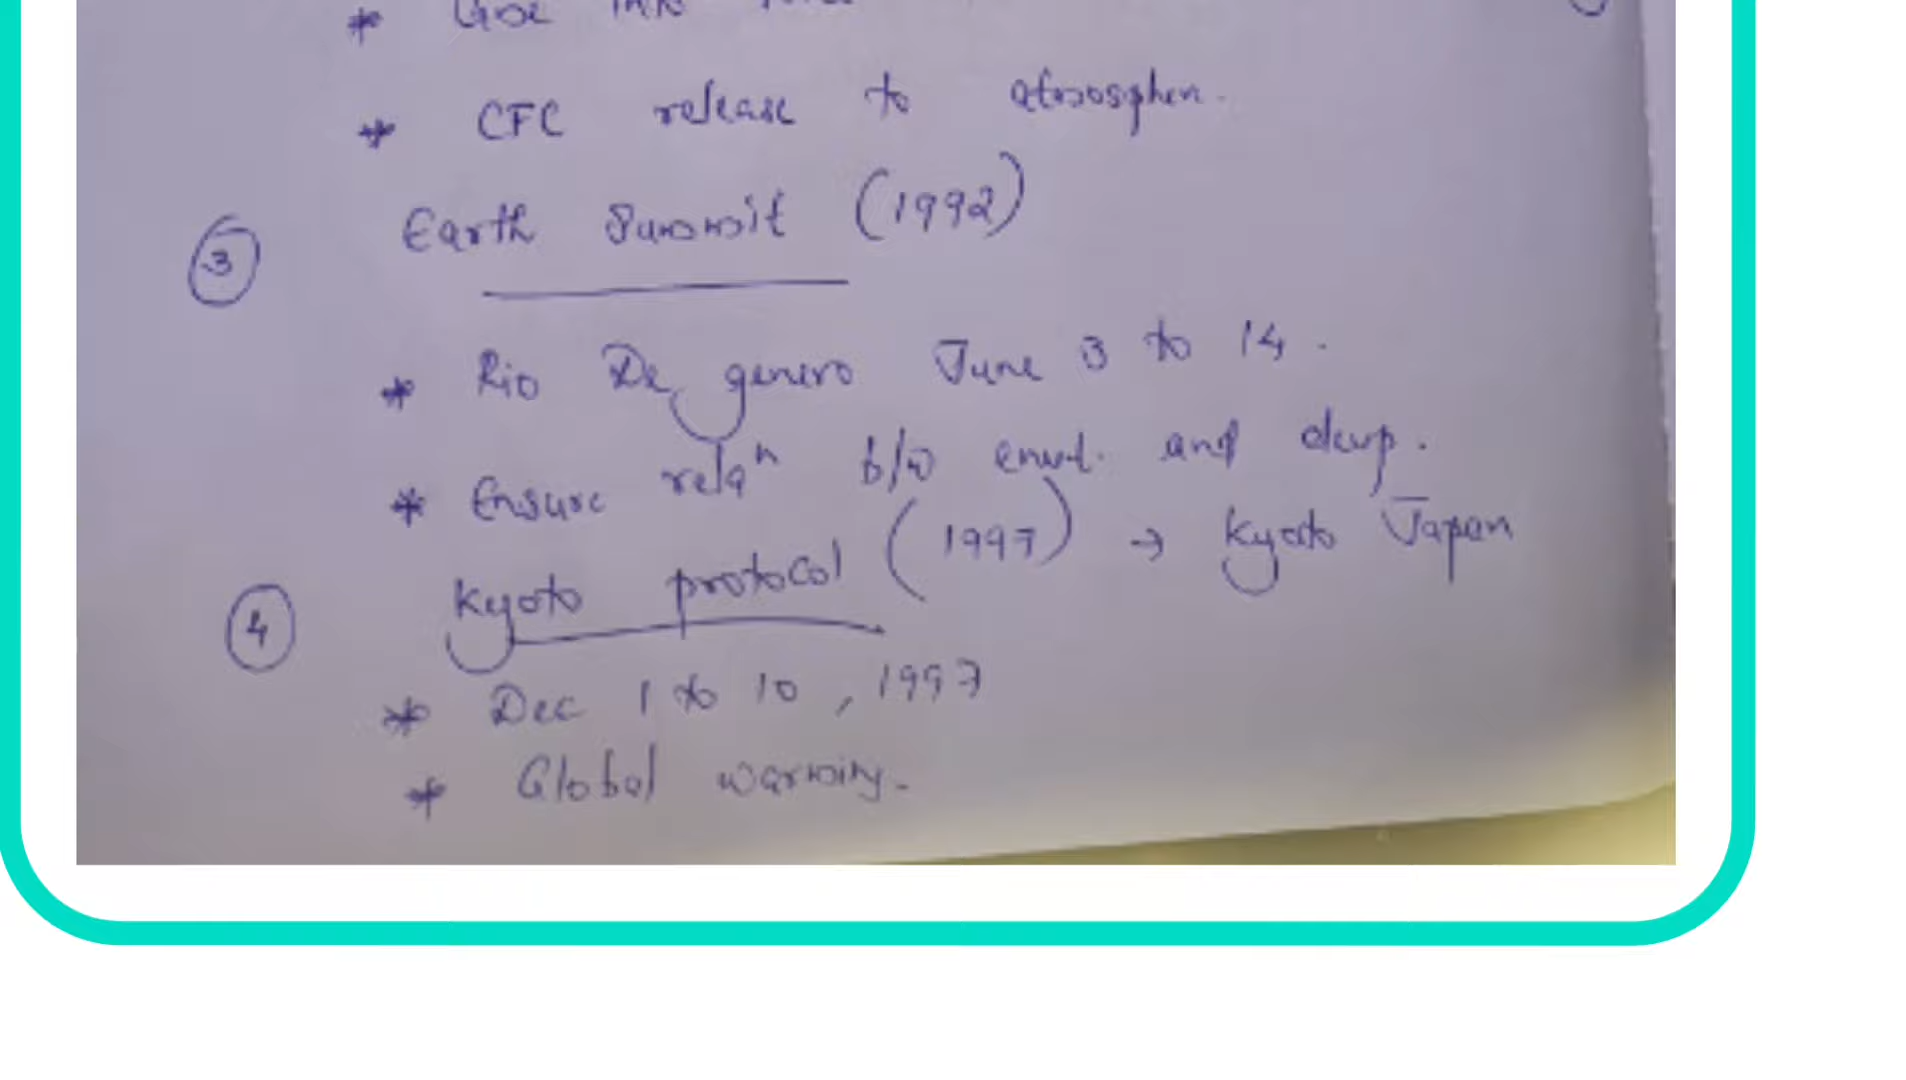 * CFC release to atmosphere.
③ Earth Summit (1992)
* Rio De genero June 3 to 14.
* Ensure relaⁿ b/w envt. and devp.
④ Kyoto protocol (1997) → Kyoto Japan
* Dec 1 to 10, 1997
* Global warming.